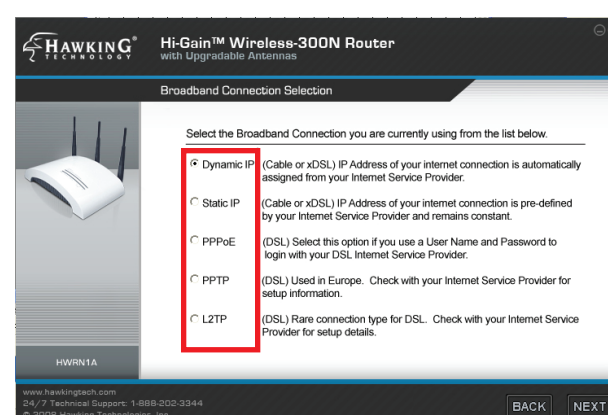 HAWKING®
TECHNOLOGY
Hi-Gain™ Wireless-300N Router
with Upgradable Antennas
Broadband Connection Selection
Select the Broadband Connection you are currently using from the list below.
Dynamic IP (Cable or xDSL) IP Address of your internet connection is automatically
assigned from your Internet Service Provider.
Static IP (Cable or xDSL) IP Address of your internet connection is pre-defined
by your Internet Service Provider and remains constant.
PPPoE (DSL) Select this option if you use a User Name and Password to
login with your DSL Internet Service Provider.
PPTP (DSL) Used in Europe. Check with your Internet Service Provider for
setup information.
L2TP (DSL) Rare connection type for DSL. Check with your Internet Service
Provider for setup details.
HWRN1A
www.hawkingtech.com
24/7 Technical Support: 1-888-202-3344
© 2008 Hawking Technologies, Inc.
BACK NEXT